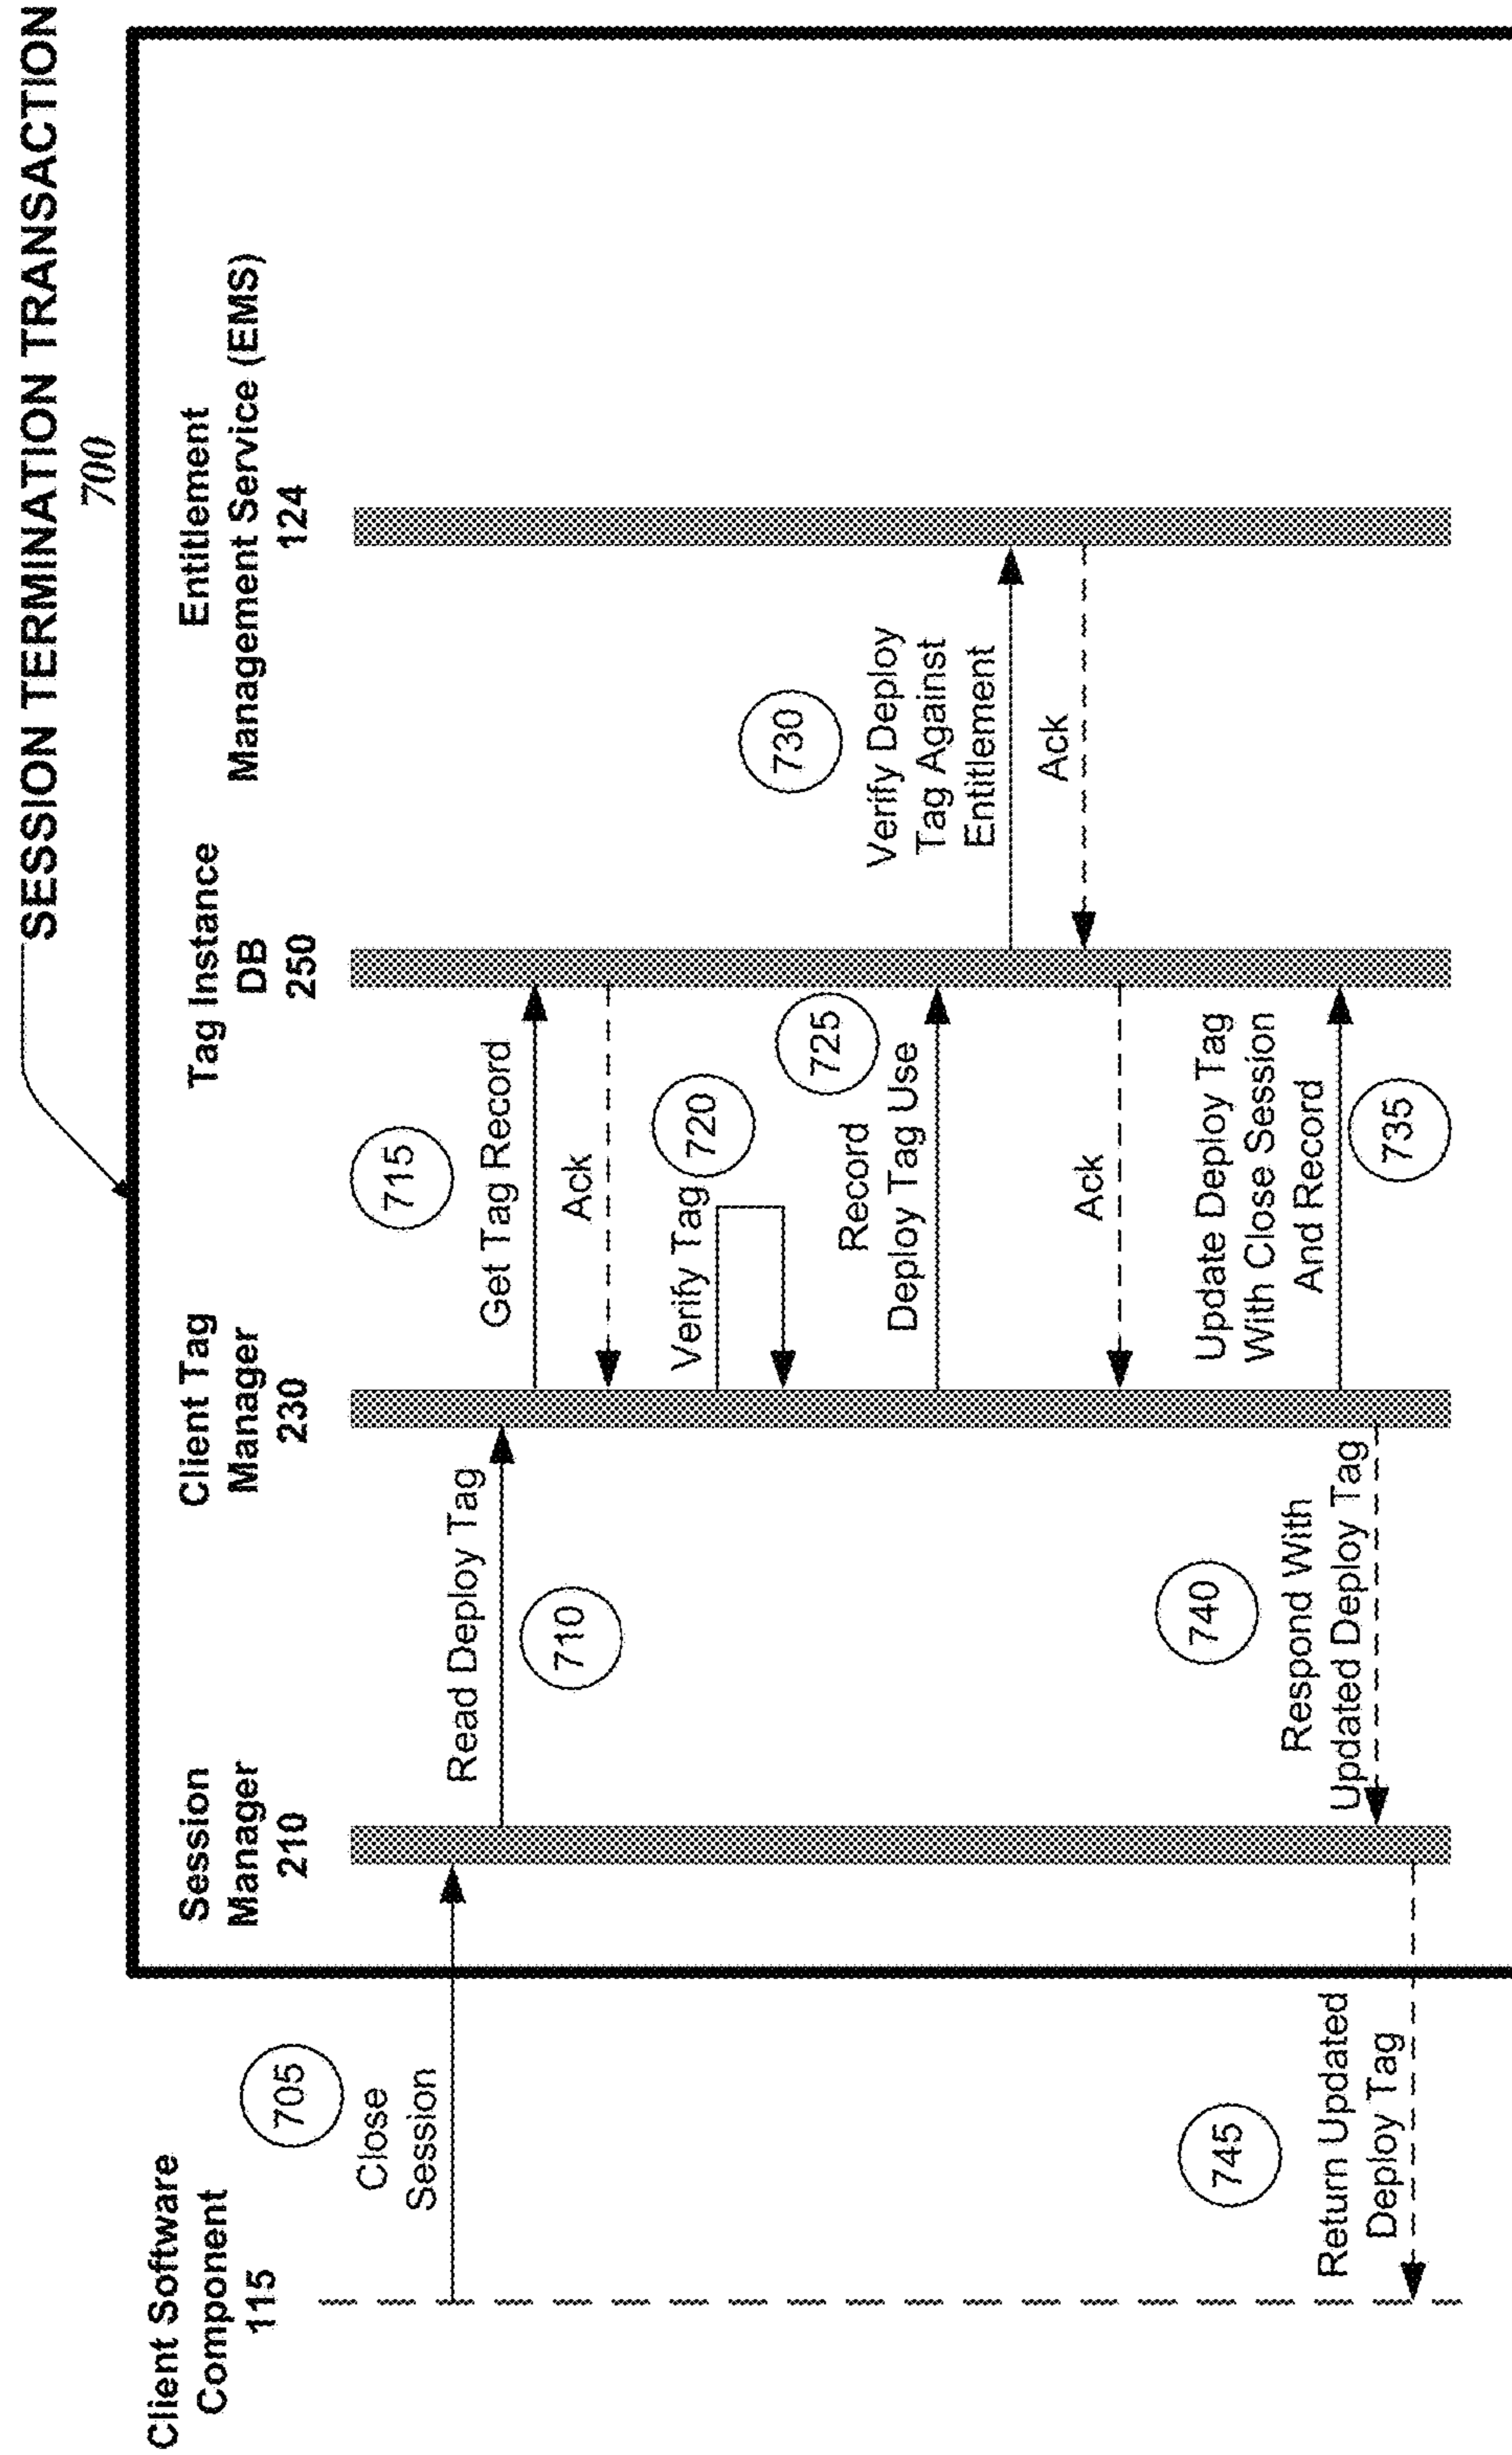 SESSION TERMINATION TRANSACTION
700
Client Software
Component
115
Session
Manager
210
Client Tag
Manager
230
Tag Instance
DB
250
Entitlement
Management Service (EMS)
124
705
Close
Session
Read Deploy Tag
710
715
Get Tag Record
Ack
Verify Tag
720
725
Record
Deploy Tag Use
730
Verify Deploy
Tag Against
Entitlement
Ack
Ack
Update Deploy Tag
With Close Session
And Record
735
740
Respond With
Updated Deploy Tag
745
Return Updated
Deploy Tag